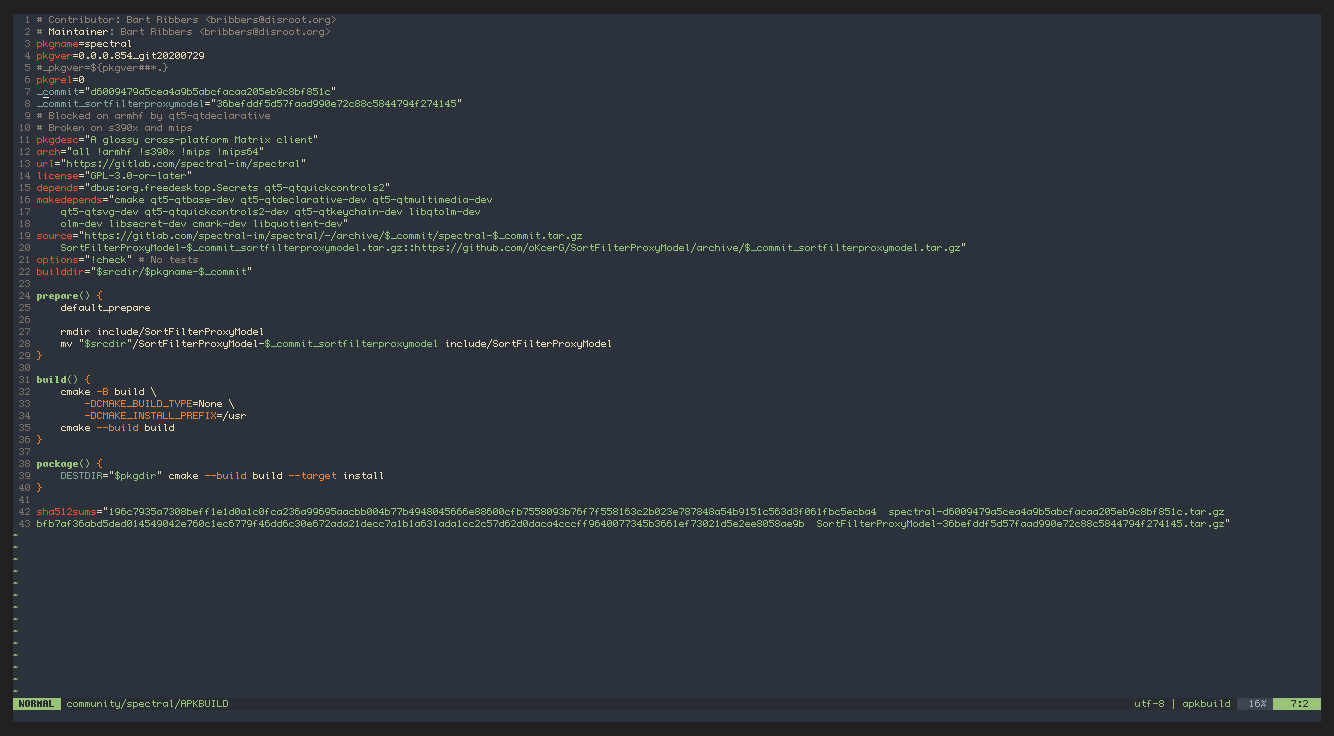 1 # Contributor: Bart Ribbers <bribbers@disroot.org>
2 # Maintainer: Bart Ribbers <bribbers@disroot.org>
3 pkgname=spectral
4 pkgver=0.0.0.854_git20200729
5 #_pkgver=${pkgver##*.}
6 pkgrel=0
7 _commit="d6009479a5cea4a9b5abcfacaa205eb9c8bf851c"
8 _commit_sortfilterproxymodel="36befddf5d57faad990e72c88c5844794f274145"
9 # Blocked on armhf by qt5-qtdeclarative
10 # Broken on s390x and mips
11 pkgdesc="A glossy cross-platform Matrix client"
12 arch="all !armhf !s390x !mips !mips64"
13 url="https://gitlab.com/spectral-im/spectral"
14 license="GPL-3.0-or-later"
15 depends="dbus:org.freedesktop.Secrets qt5-qtquickcontrols2"
16 makedepends="cmake qt5-qtbase-dev qt5-qtdeclarative-dev qt5-qtmultimedia-dev
17     qt5-qtsvg-dev qt5-qtquickcontrols2-dev qt5-qtkeychain-dev libqtolm-dev
18     olm-dev libsecret-dev cmark-dev libquotient-dev"
19 source="https://gitlab.com/spectral-im/spectral/-/archive/$_commit/spectral-$_commit.tar.gz
20     SortFilterProxyModel-$_commit_sortfilterproxymodel.tar.gz::https://github.com/oKcerG/SortFilterProxyModel/archive/$_commit_sortfilterproxymodel.tar.gz"
21 options="!check" # No tests
22 builddir="$srcdir/$pkgname-$_commit"
23
24 prepare() {
25     default_prepare
26
27     rmdir include/SortFilterProxyModel
28     mv "$srcdir"/SortFilterProxyModel-$_commit_sortfilterproxymodel include/SortFilterProxyModel
29 }
30
31 build() {
32     cmake -B build \
33         -DCMAKE_BUILD_TYPE=None \
34         -DCMAKE_INSTALL_PREFIX=/usr
35     cmake --build build
36 }
37
38 package() {
39     DESTDIR="$pkgdir" cmake --build build --target install
40 }
41
42 sha512sums="196c7935a7308beff1e1d0a1c0fca236a99695aacbb004b77b4948045666e88600cfb7558093b76f7f558163c2b023e787848a54b9151c563d3f061fbc5ecba4  spectral-d6009479a5cea4a9b5abcfacaa205eb9c8bf851c.tar.gz
43 bfb7af36abd5ded014549042e760c1ec6779f46dd6c30e672ada21decc7a1b1a631ada1cc2c57d62d0daca4cccff9640077345b3661ef73021d5e2ee8058ae9b  SortFilterProxyModel-36befddf5d57faad990e72c88c5844794f274145.tar.gz"
~
~
~
~
~
~
~
~
~
~
~
~
~
~
NORMAL community/spectral/APKBUILD utf-8 | apkbuild 16% 7:2